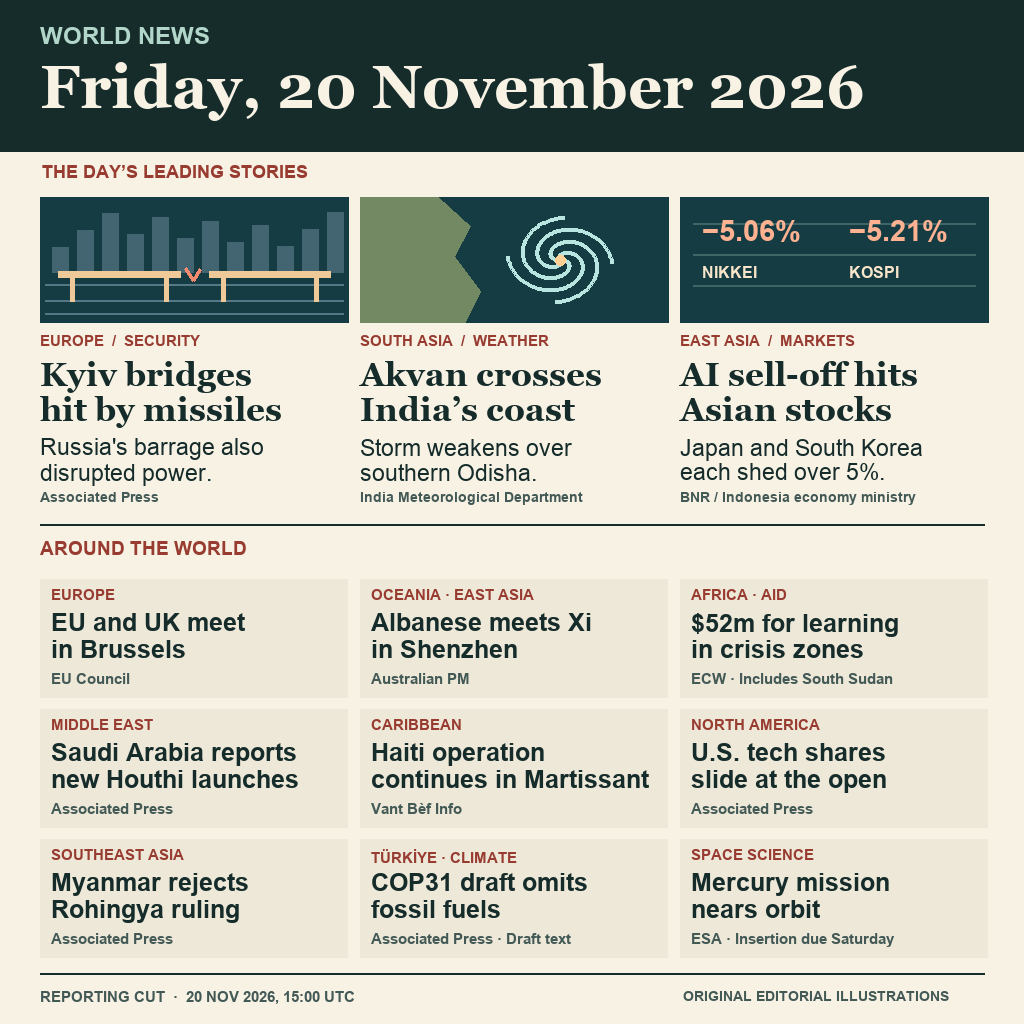 WORLD NEWS
Friday, 20 November 2026
THE DAY’S LEADING STORIES
−5.06%
−5.21%
NIKKEI
KOSPI
EUROPE / SECURITY
Kyiv bridges
hit by missiles
Russia's barrage also
disrupted power.
Associated Press
SOUTH ASIA / WEATHER
Akvan crosses
India’s coast
Storm weakens over
southern Odisha.
India Meteorological Department
EAST ASIA / MARKETS
AI sell-off hits
Asian stocks
Japan and South Korea
each shed over 5%.
BNR / Indonesia economy ministry
AROUND THE WORLD
EUROPE
EU and UK meet
in Brussels
EU Council
OCEANIA · EAST ASIA
Albanese meets Xi
in Shenzhen
Australian PM
AFRICA · AID
$52m for learning
in crisis zones
ECW · Includes South Sudan
MIDDLE EAST
Saudi Arabia reports
new Houthi launches
Associated Press
CARIBBEAN
Haiti operation
continues in Martissant
Vant Bèf Info
NORTH AMERICA
U.S. tech shares
slide at the open
Associated Press
SOUTHEAST ASIA
Myanmar rejects
Rohingya ruling
Associated Press
TÜRKİYE · CLIMATE
COP31 draft omits
fossil fuels
Associated Press · Draft text
SPACE SCIENCE
Mercury mission
nears orbit
ESA · Insertion due Saturday
REPORTING CUT · 20 NOV 2026, 15:00 UTC
ORIGINAL EDITORIAL ILLUSTRATIONS